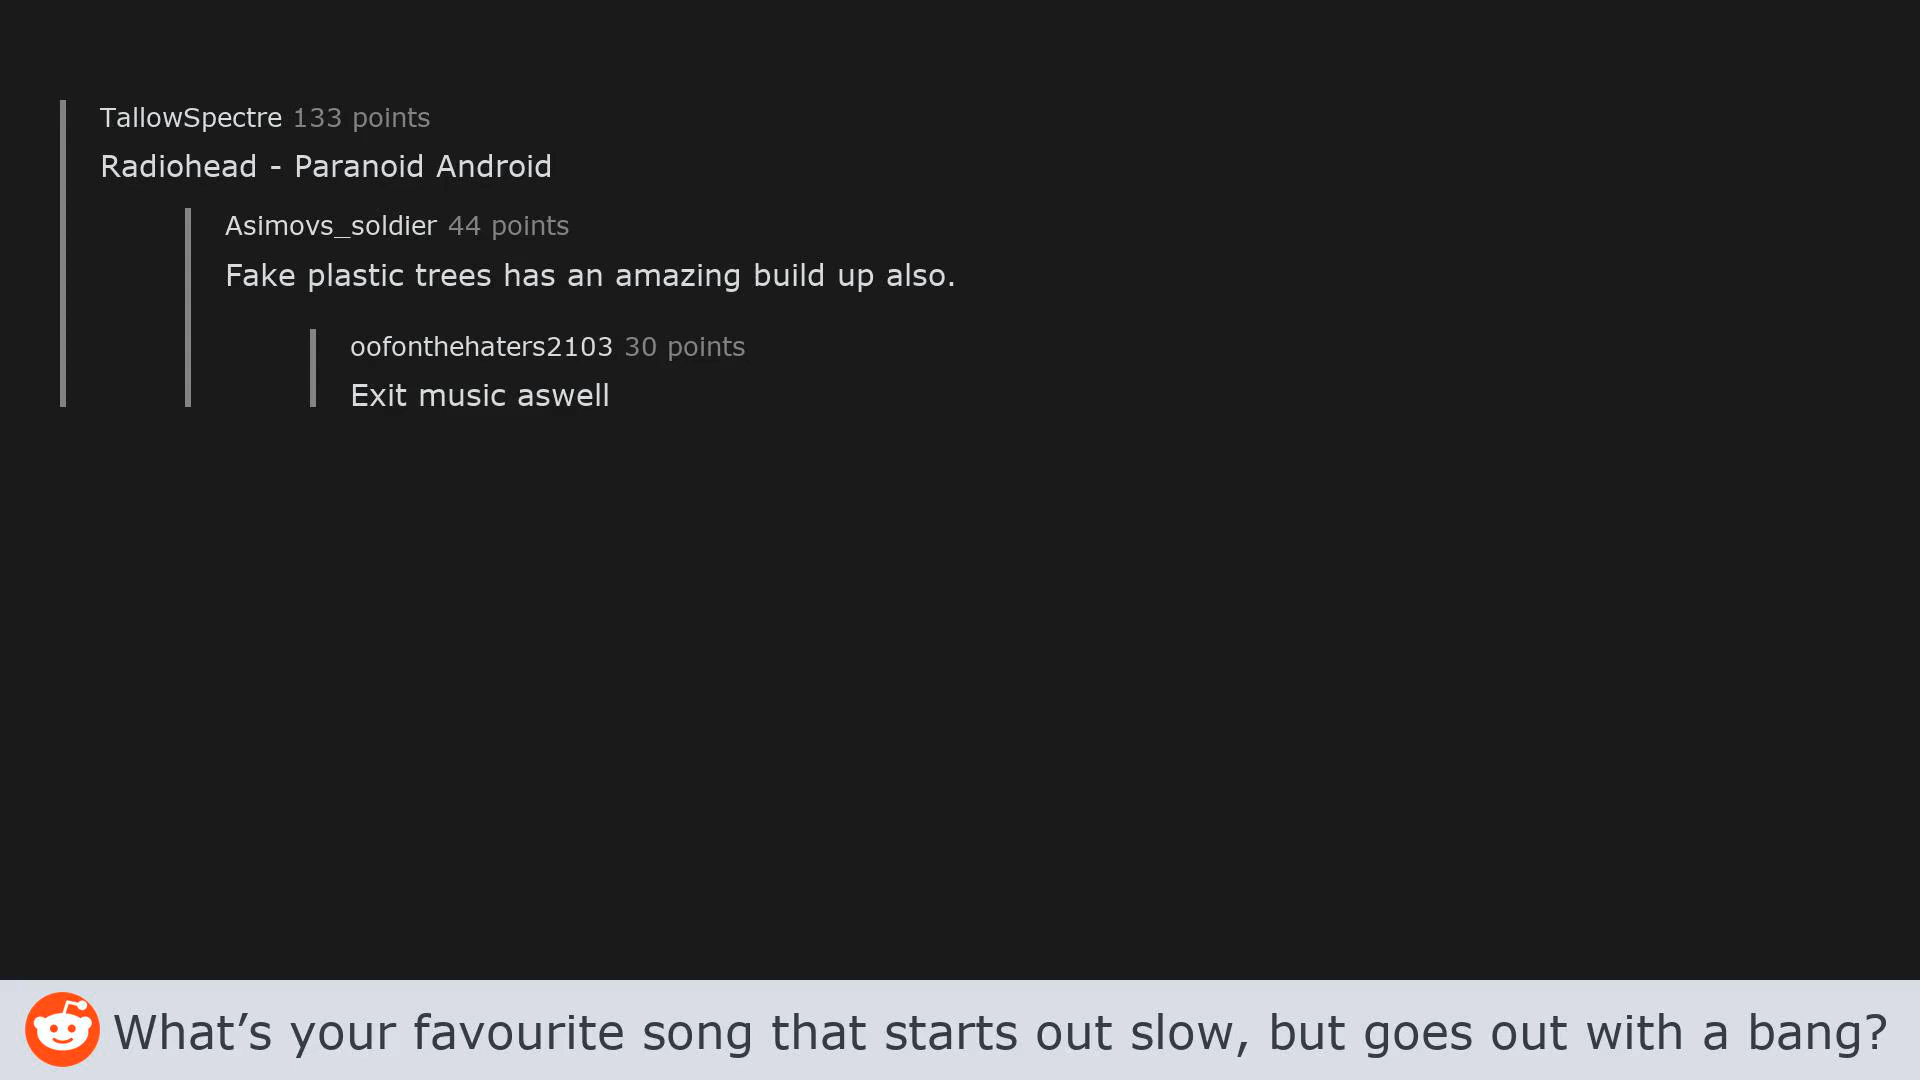 TallowSpectre 133 points
Radiohead - Paranoid Android
Asimovs_soldier 44 points
Fake plastic trees has an amazing build up also.
oofonthehaters2103 30 points
Exit music aswell
What’s your favourite song that starts out slow, but goes out with a bang?